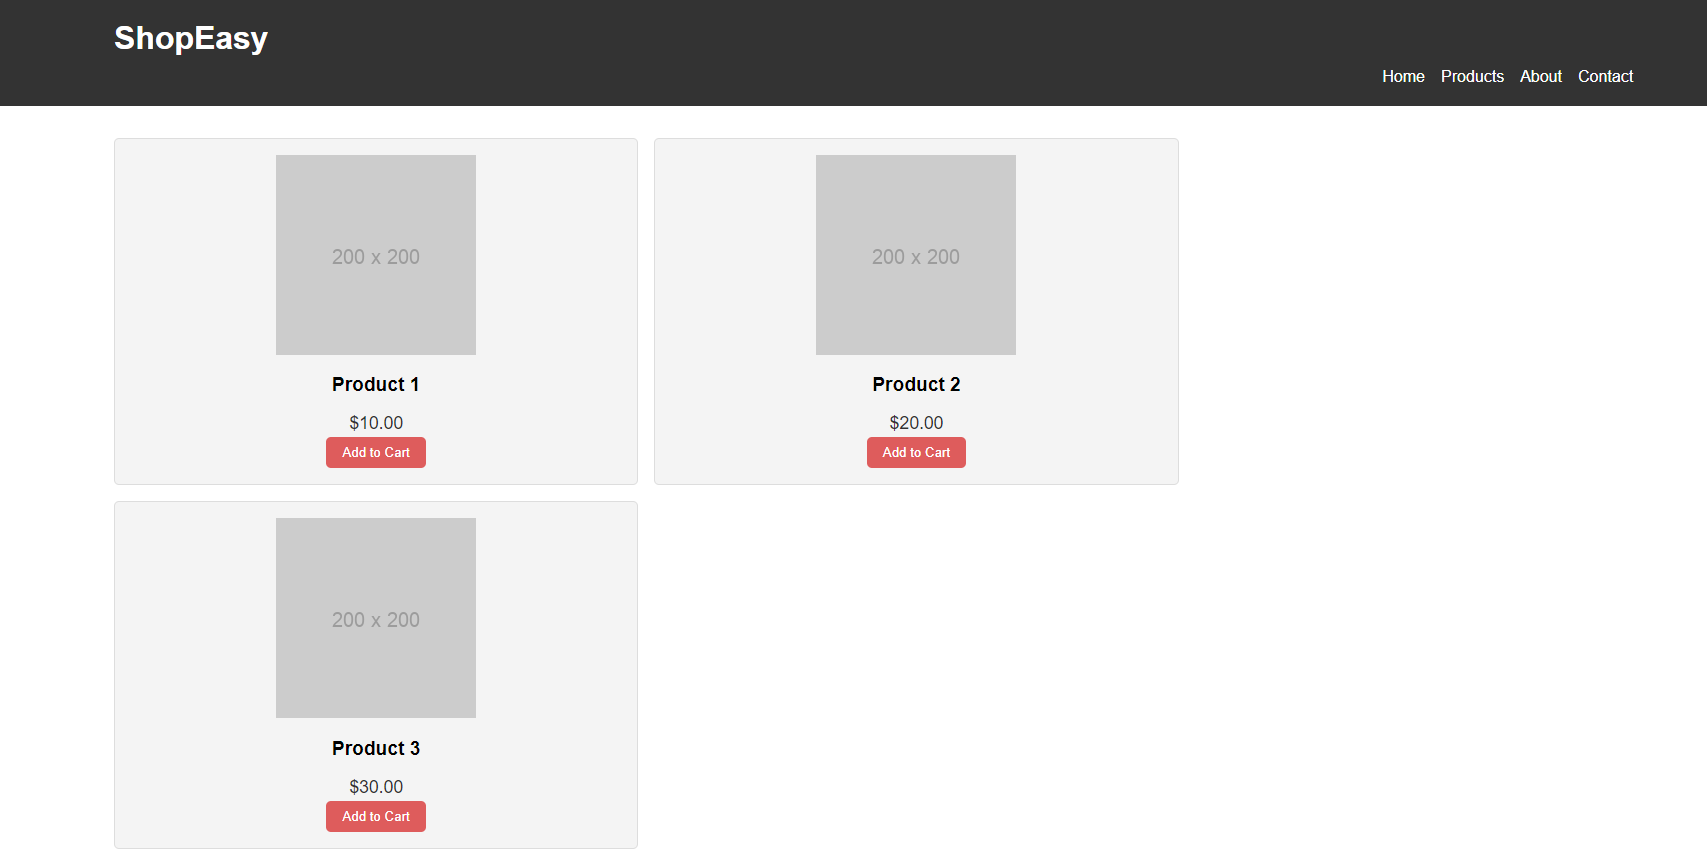 ShopEasy
Home Products About Contact
200 x 200
Product 1
$10.00
Add to Cart
200 x 200
Product 2
$20.00
Add to Cart
200 x 200
Product 3
$30.00
Add to Cart